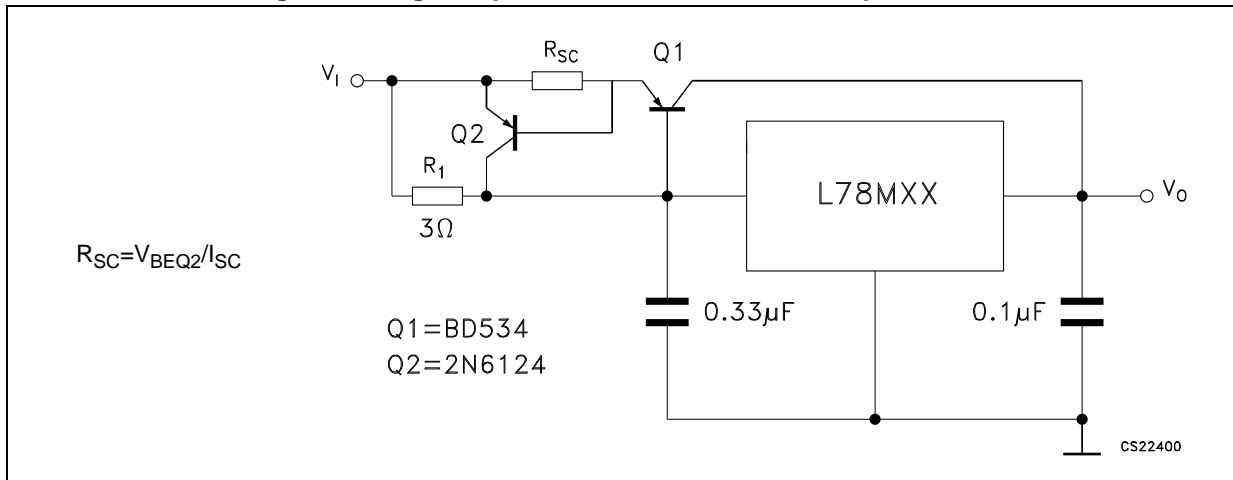 R_SC
Q1
V_I
Q2
R_1
3Ω
L78MXX
V_O
R_SC=V_BEQ2/I_SC
0.33µF
0.1µF
Q1=BD534
Q2=2N6124
CS22400